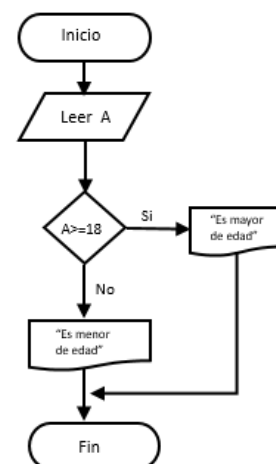 Inicio
Leer A
A>=18
Si
"Es mayor
de edad"
No
"Es menor
de edad"
Fin